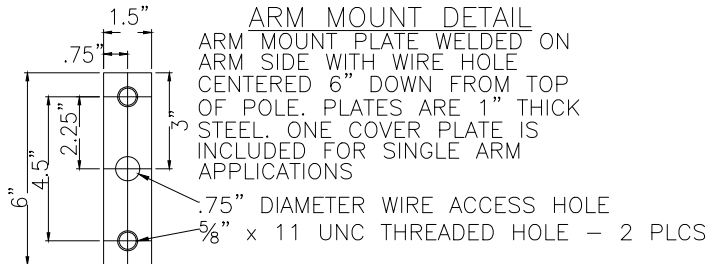 1.5"
ARM MOUNT DETAIL
.75"
ARM MOUNT PLATE WELDED ON
ARM SIDE WITH WIRE HOLE
CENTERED 6" DOWN FROM TOP
OF POLE. PLATES ARE 1" THICK
STEEL. ONE COVER PLATE IS
INCLUDED FOR SINGLE ARM
APPLICATIONS
6"
4.5"
2.25"
3"
.75" DIAMETER WIRE ACCESS HOLE
⅝" x 11 UNC THREADED HOLE – 2 PLCS